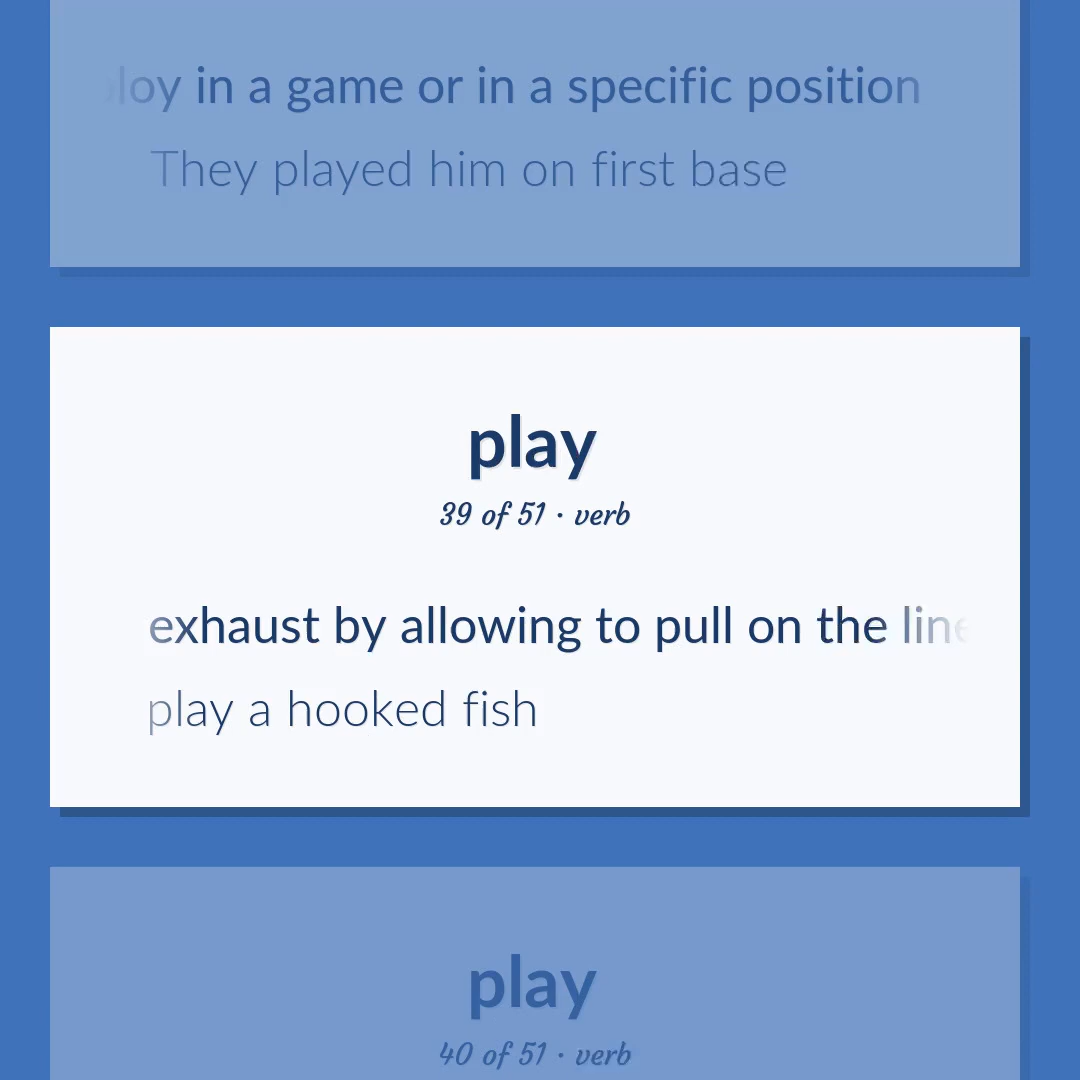 in a game or in a specific position
They played him on first base
play
39 of 51 · verb
exhaust by allowing to pull on the line
play a hooked fish
play
40 of 51 · verb